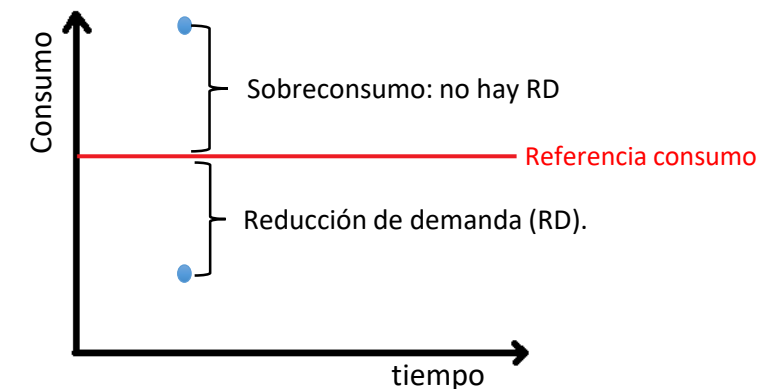 Consumo
Sobreconsumo: no hay RD
Referencia consumo
Reducción de demanda (RD).
tiempo